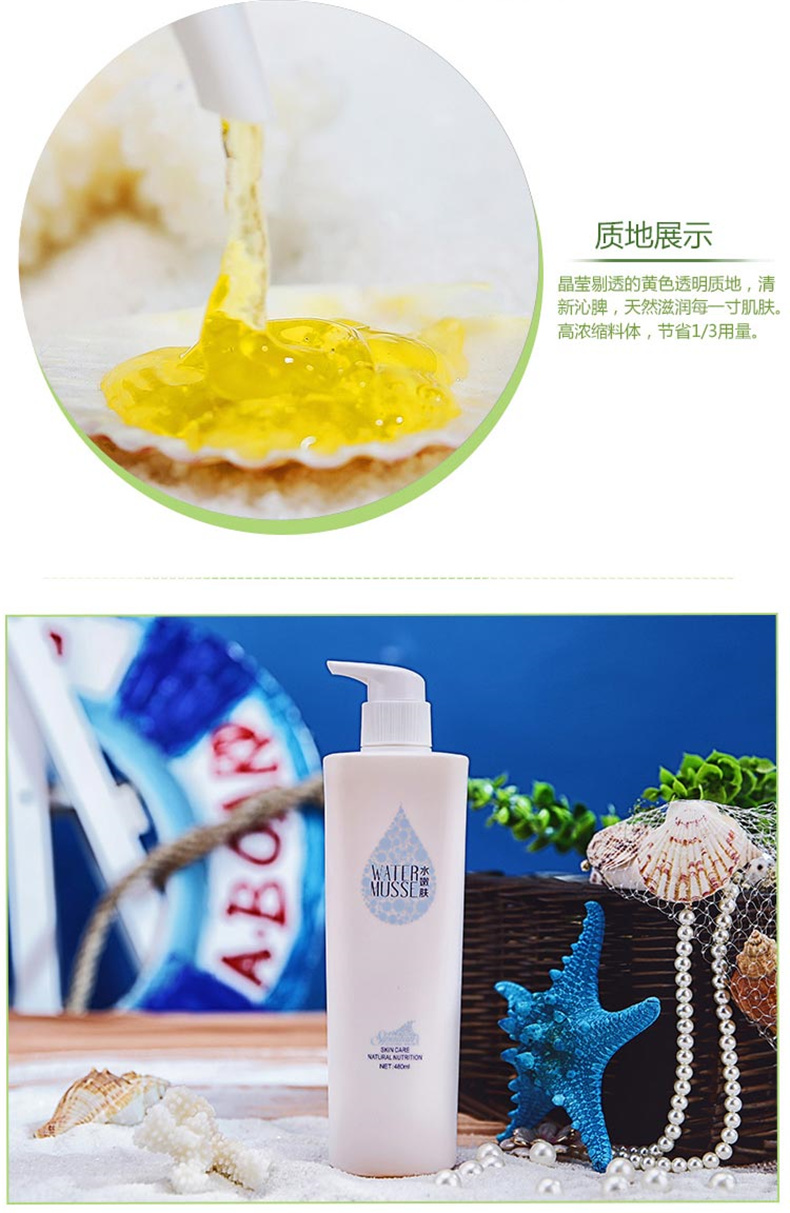 质地展示
晶莹剔透的黄色透明质地，清
新沁脾，天然滋润每一寸肌肤。
高浓缩料体，节省1/3用量。
ABOAR
WATER
MUSSE
水嫩肤
SKIN CARE
NATURAL NUTRITION
NET:480ml